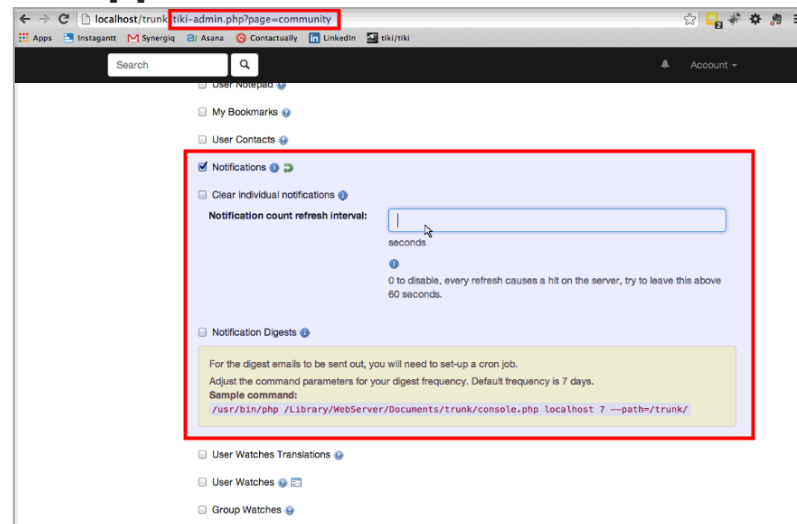 localhost/trunk/tiki-admin.php?page=community
Apps Instagantt Synergiq Asana Contactually LinkedIn tiki/tiki
Search Account
User Notepad
My Bookmarks
User Contacts
Notifications
Clear individual notifications
Notification count refresh interval:
seconds
0 to disable, every refresh causes a hit on the server, try to leave this above
60 seconds.
Notification Digests
For the digest emails to be sent out, you will need to set-up a cron job.
Adjust the command parameters for your digest frequency. Default frequency is 7 days.
Sample command:
/usr/bin/php /Library/WebServer/Documents/trunk/console.php localhost 7 --path=/trunk/
User Watches Translations
User Watches
Group Watches